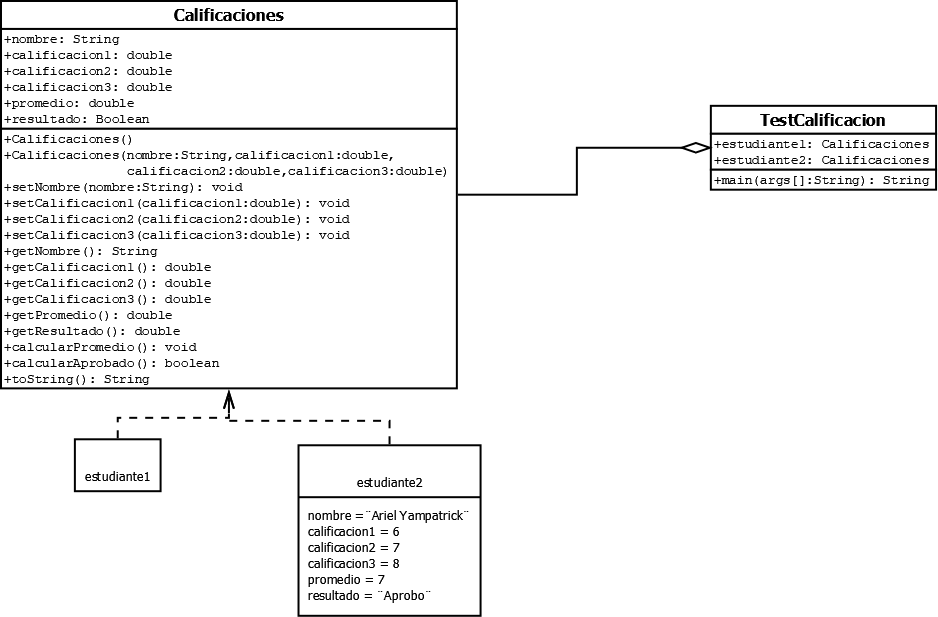 Calificaciones
+nombre: String
+calificacion1: double
+calificacion2: double
+calificacion3: double
+promedio: double
+resultado: Boolean
+Calificaciones()
+Calificaciones(nombre:String,calificacion1:double,
calificacion2:double,calificacion3:double)
+setNombre(nombre:String): void
+setCalificacion1(calificacion1:double): void
+setCalificacion2(calificacion2:double): void
+setCalificacion3(calificacion3:double): void
+getNombre(): String
+getCalificacion1(): double
+getCalificacion2(): double
+getCalificacion3(): double
+getPromedio(): double
+getResultado(): double
+calcularPromedio(): void
+calcularAprobado(): boolean
+toString(): String
TestCalificacion
+estudiante1: Calificaciones
+estudiante2: Calificaciones
+main(args[]:String): String
estudiante1
estudiante2
nombre =¨Ariel Yampatrick¨
calificacion1 = 6
calificacion2 = 7
calificacion3 = 8
promedio = 7
resultado = ¨Aprobo¨